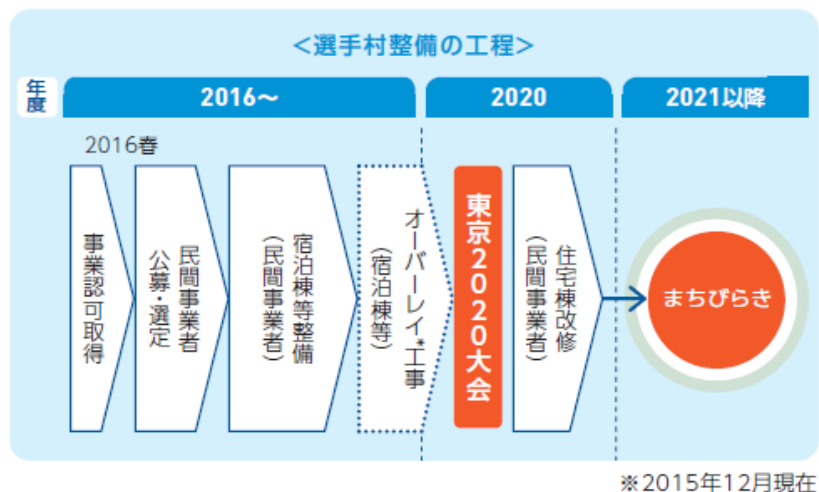 <選手村整備の工程>
年度
2016～
2020
2021以降
2016春
事業認可取得
民間事業者
公募・選定
宿泊棟等整備
（民間事業者）
オーバーレイ*工事
（宿泊棟等）
東京2020大会
住宅棟改修
（民間事業者）
まちびらき
※2015年12月現在